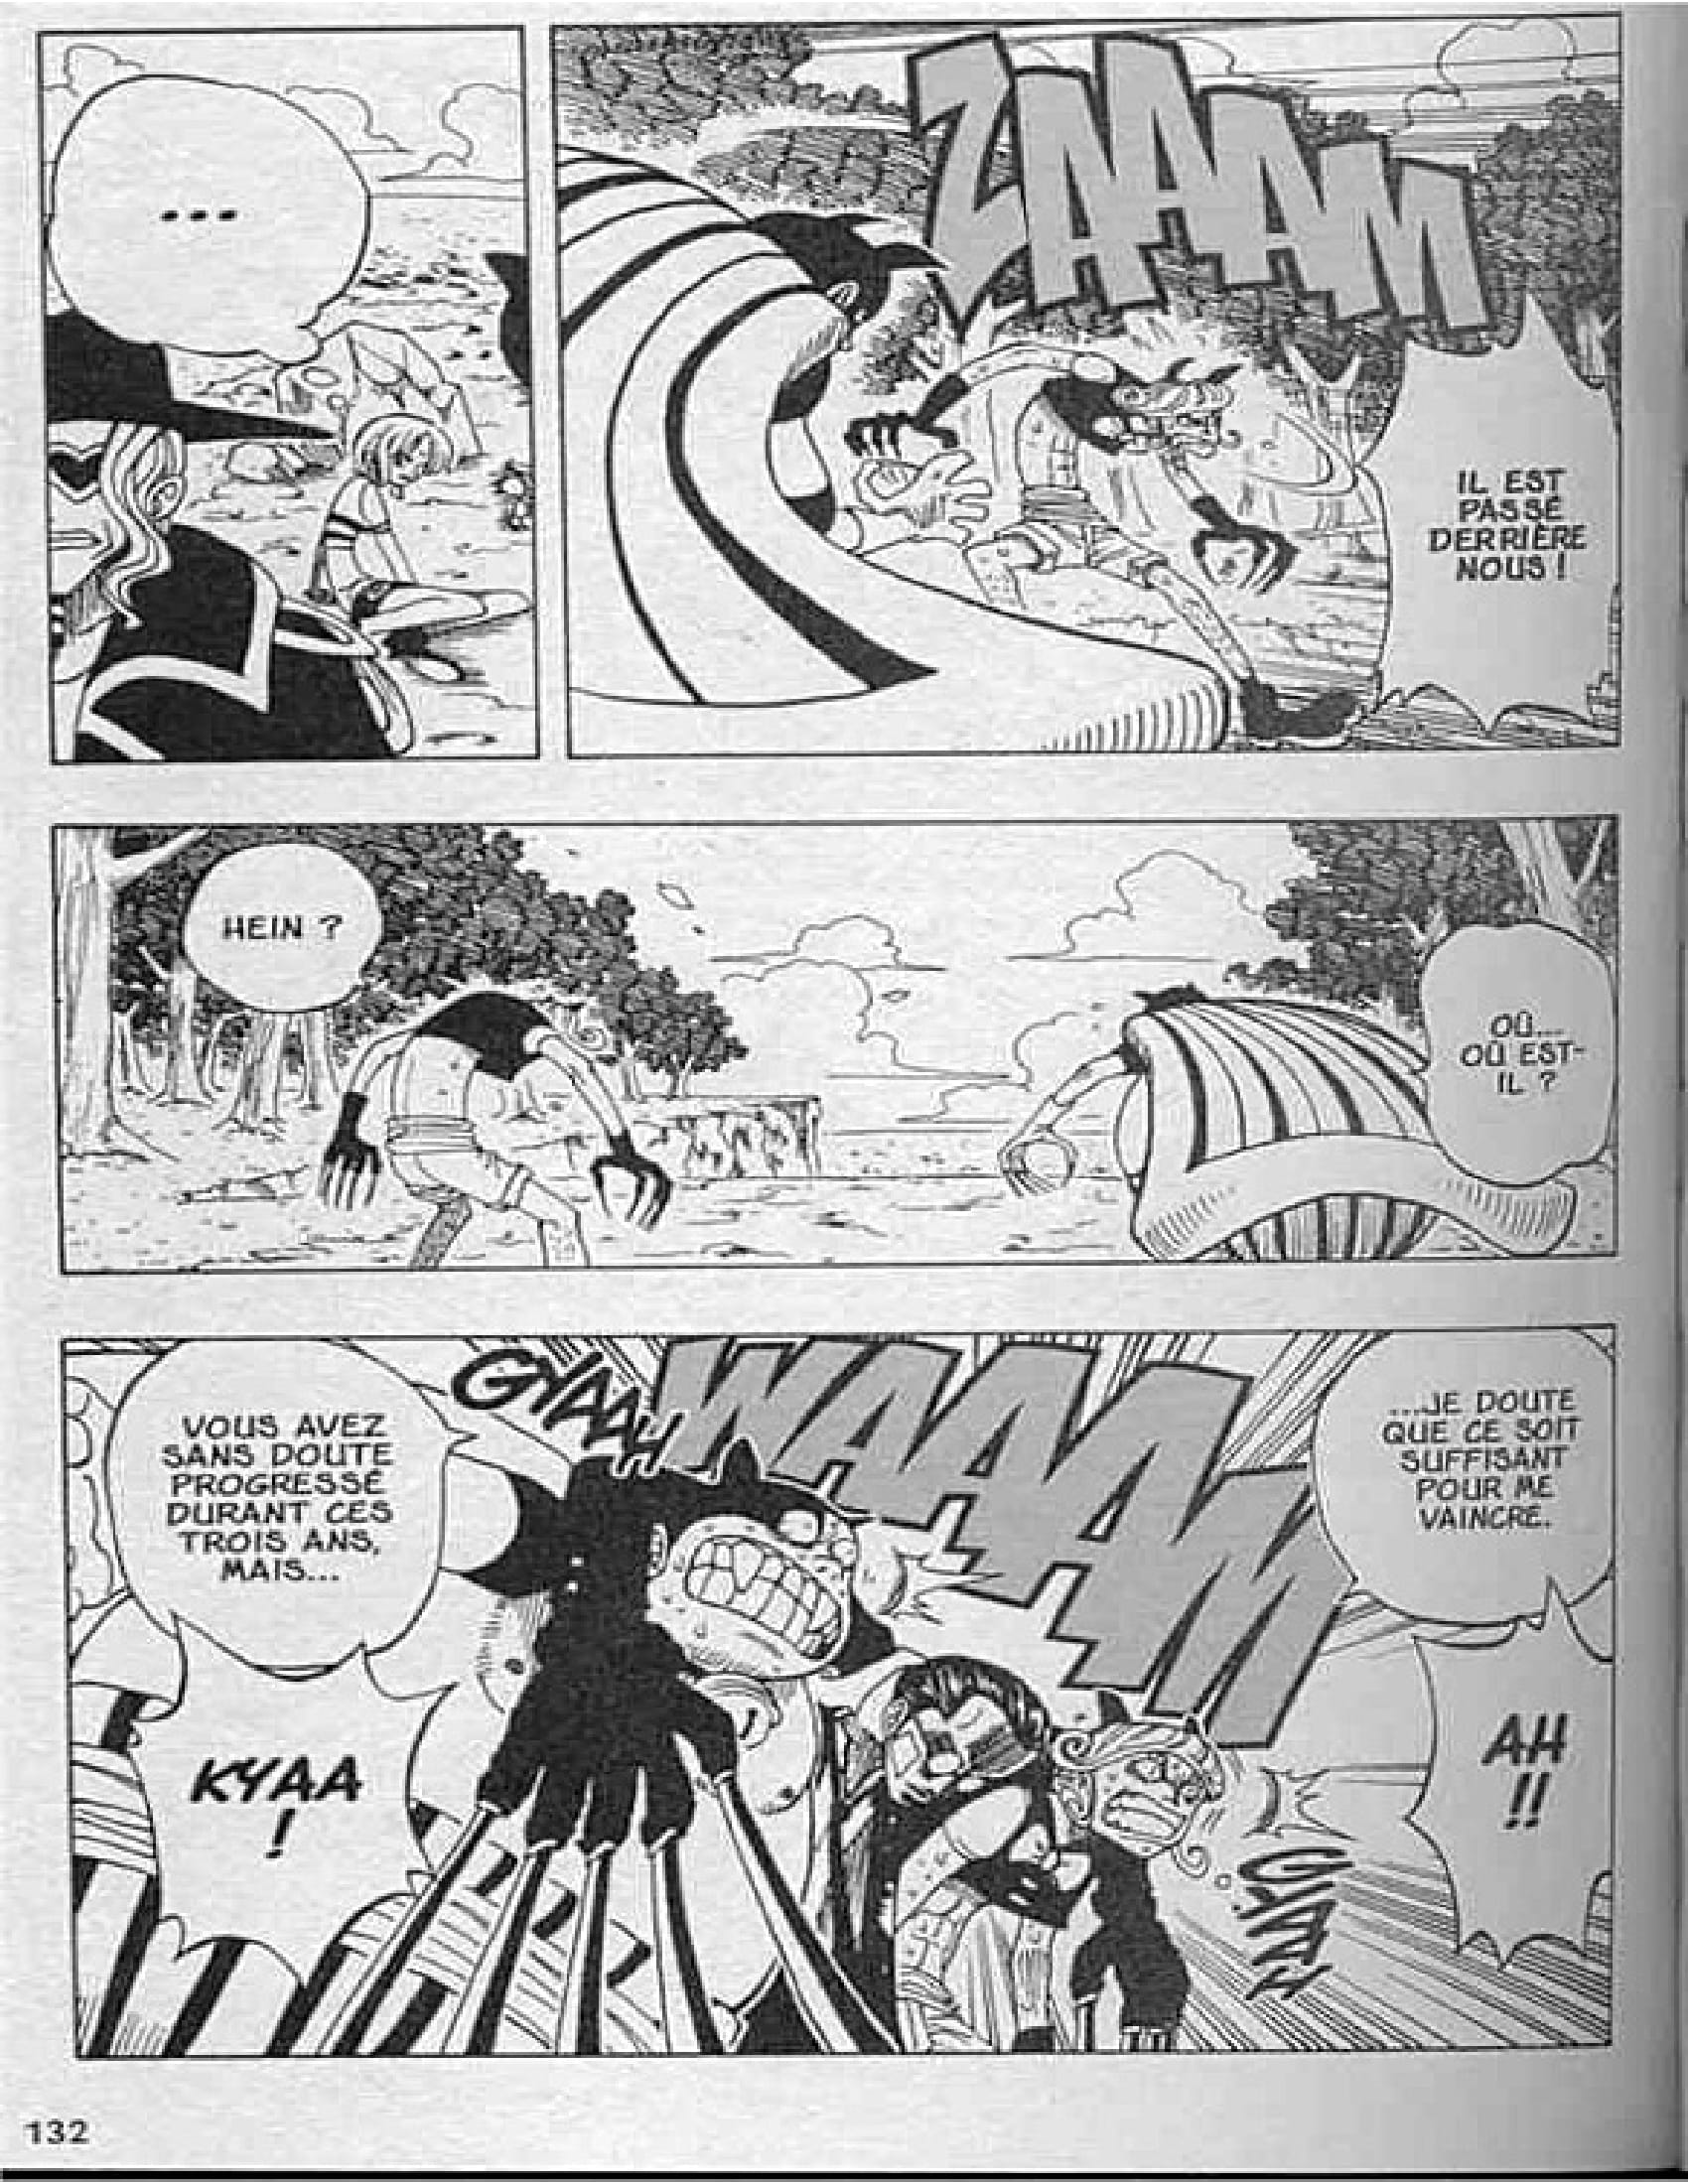 ZAAAM
IL EST
PASSÉ
DERRIÈRE
NOUS !
...
OÙ...
OÙ EST-
IL ?
HEIN ?
VOUS AVEZ
SANS DOUTE
PROGRESSÉ
DURANT CES
TROIS ANS,
MAIS...
...JE DOUTE
QUE CE SOIT
SUFFISANT
POUR ME
VAINCRE.
GYAAH
WAAAM
KYAA
!
AH
!!
GYAAH
132